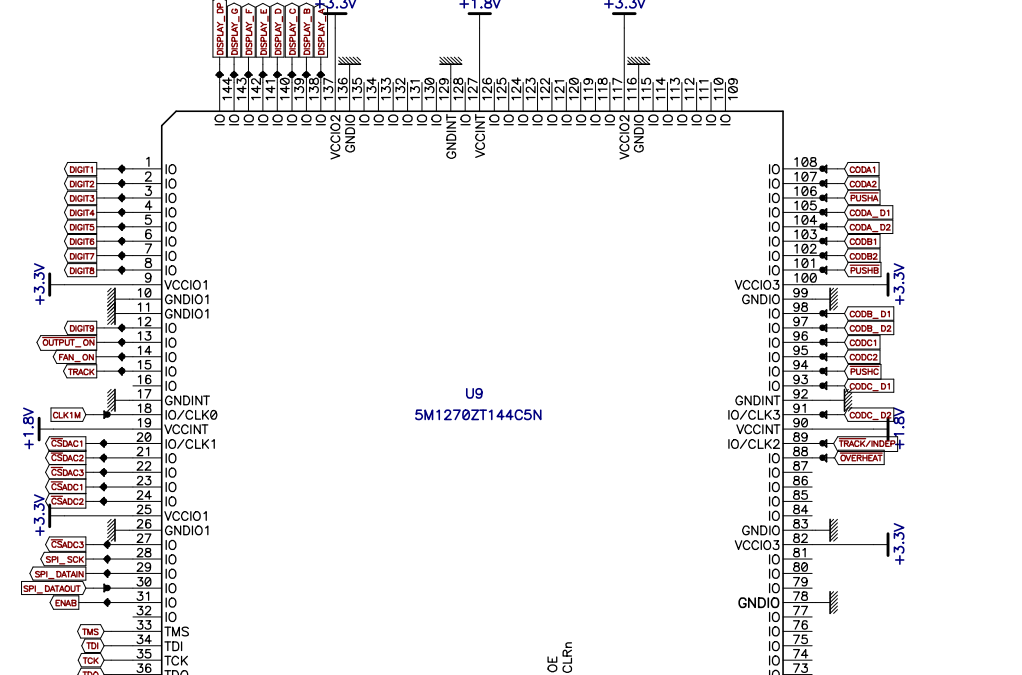 +3.3V +1.8V +3.3V
DISPLAY_DP DISPLAY_G DISPLAY_F DISPLAY_E DISPLAY_D DISPLAY_C DISPLAY_B DISPLAY_A
144 143 142 141 140 139 138 137 136 135 134 133 132 131 130 129 128 127 126 125 124 123 122 121 120 119 118 117 116 115 114 113 112 111 110 109
IO IO IO IO IO IO IO IO VCCIO2 GNDIO IO IO IO IO IO IO GNDINT IO VCCINT IO IO IO IO IO IO IO IO IO VCCIO2 GNDIO IO IO IO IO IO IO
DIGIT1 1 IO IO 108 CODA1
DIGIT2 2 IO IO 107 CODA2
DIGIT3 3 IO IO 106 PUSHA
DIGIT4 4 IO IO 105 CODA_D1
DIGIT5 5 IO IO 104 CODA_D2
DIGIT6 6 IO IO 103 CODB1
DIGIT7 7 IO IO 102 CODB2
DIGIT8 8 IO IO 101 PUSHB
+3.3V 9 VCCIO1 VCCIO3 100 +3.3V
10 GNDIO1 GNDIO 99
11 GNDIO1 IO 98 CODB_D1
DIGIT9 12 IO IO 97 CODB_D2
OUTPUT_ON 13 IO IO 96 CODC1
FAN_ON 14 IO IO 95 CODC2
TRACK 15 IO IO 94 PUSHC
16 IO IO 93 CODC_D1
17 GNDINT GNDINT 92
CLK1M 18 IO/CLK0 IO/CLK3 91 CODC_D2
+1.8V 19 VCCINT VCCINT 90 +1.8V
CSDAC1 20 IO/CLK1 IO/CLK2 89 TRACK/INDEP
CSDAC2 21 IO IO 88 OVERHEAT
CSDAC3 22 IO IO 87
CSADC1 23 IO IO 86
CSADC2 24 IO IO 85
+3.3V 25 VCCIO1 IO 84
26 GNDIO1 GNDIO 83
CSADC3 27 IO VCCIO3 82 +3.3V
SPI_SCK 28 IO IO 81
SPI_DATAIN 29 IO IO 80
SPI_DATAOUT 30 IO IO 79
ENAB 31 IO GNDIO 78
32 IO IO 77
TMS 33 TMS IO 76
TDI 34 TDI IO 75
TCK 35 TCK IO 74
TDO 36 TDO IO 73
U9
5M1270ZT144C5N
OE
CLRn